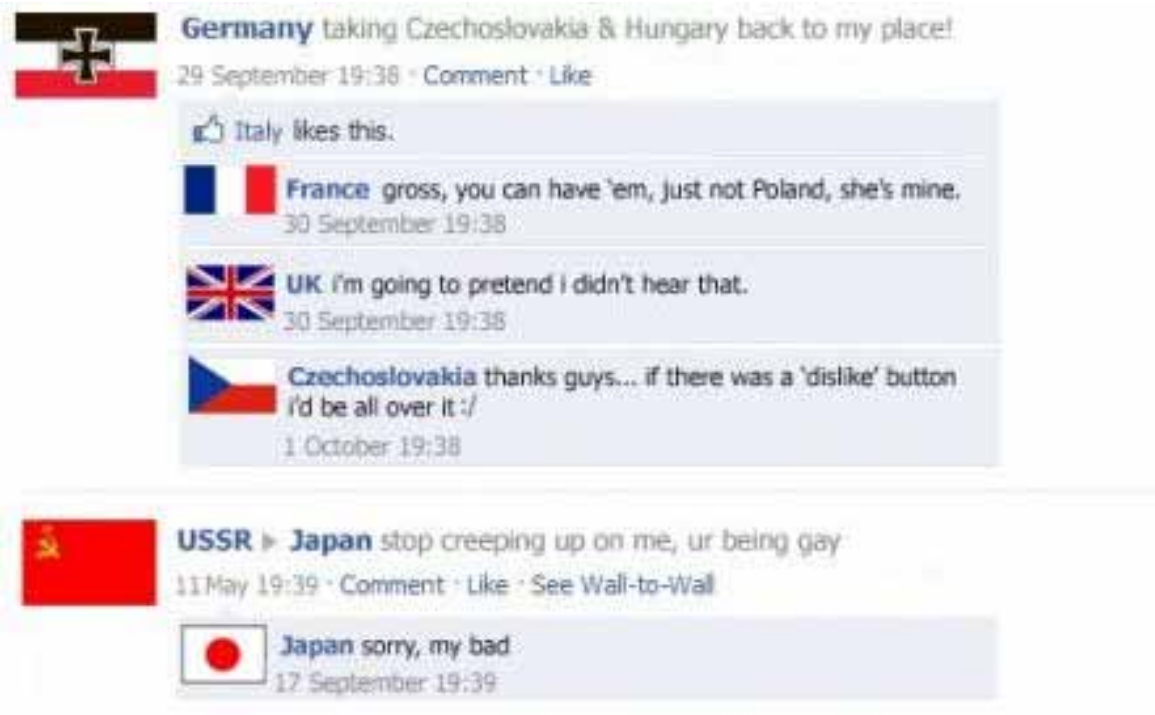 Germany taking Czechoslovakia & Hungary back to my place!
29 September 19:38 · Comment · Like
Italy likes this.
France gross, you can have 'em, just not Poland, she's mine.
30 September 19:38
UK i'm going to pretend i didn't hear that.
30 September 19:38
Czechoslovakia thanks guys... if there was a 'dislike' button
i'd be all over it :/
1 October 19:38
USSR ▸ Japan stop creeping up on me, ur being gay
11 May 19:39 · Comment · Like · See Wall-to-Wall
Japan sorry, my bad
17 September 19:39